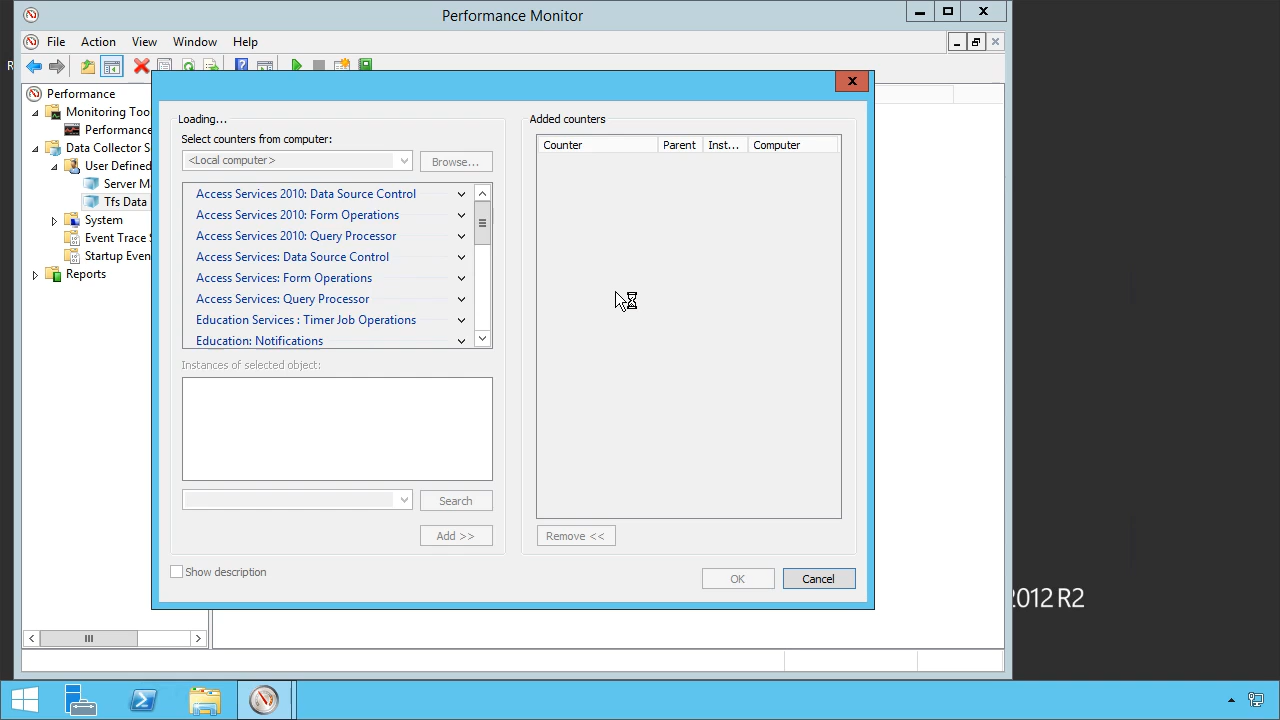 Performance Monitor
File Action View Window Help
Performance
Monitoring Too
Performance
Data Collector S
User Defined
Server M
Tfs Data
System
Event Trace S
Startup Even
Reports
Loading...
Select counters from computer:
<Local computer>
Browse...
Access Services 2010: Data Source Control
Access Services 2010: Form Operations
Access Services 2010: Query Processor
Access Services: Data Source Control
Access Services: Form Operations
Access Services: Query Processor
Education Services : Timer Job Operations
Education: Notifications
Instances of selected object:
Search
Add >>
Show description
Added counters
Counter Parent Inst... Computer
Remove <<
OK Cancel
2012 R2
R